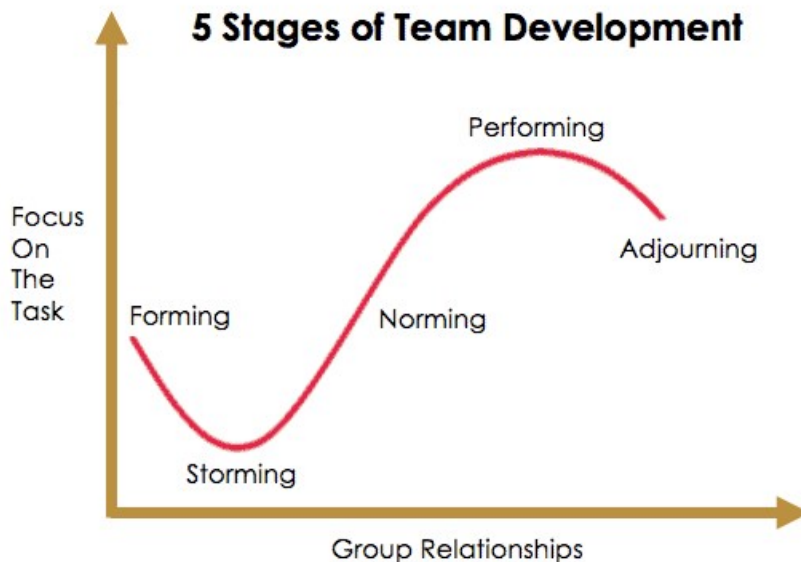 5 Stages of Team Development
Performing
Focus
On
The
Task
Adjourning
Forming
Norming
Storming
Group Relationships